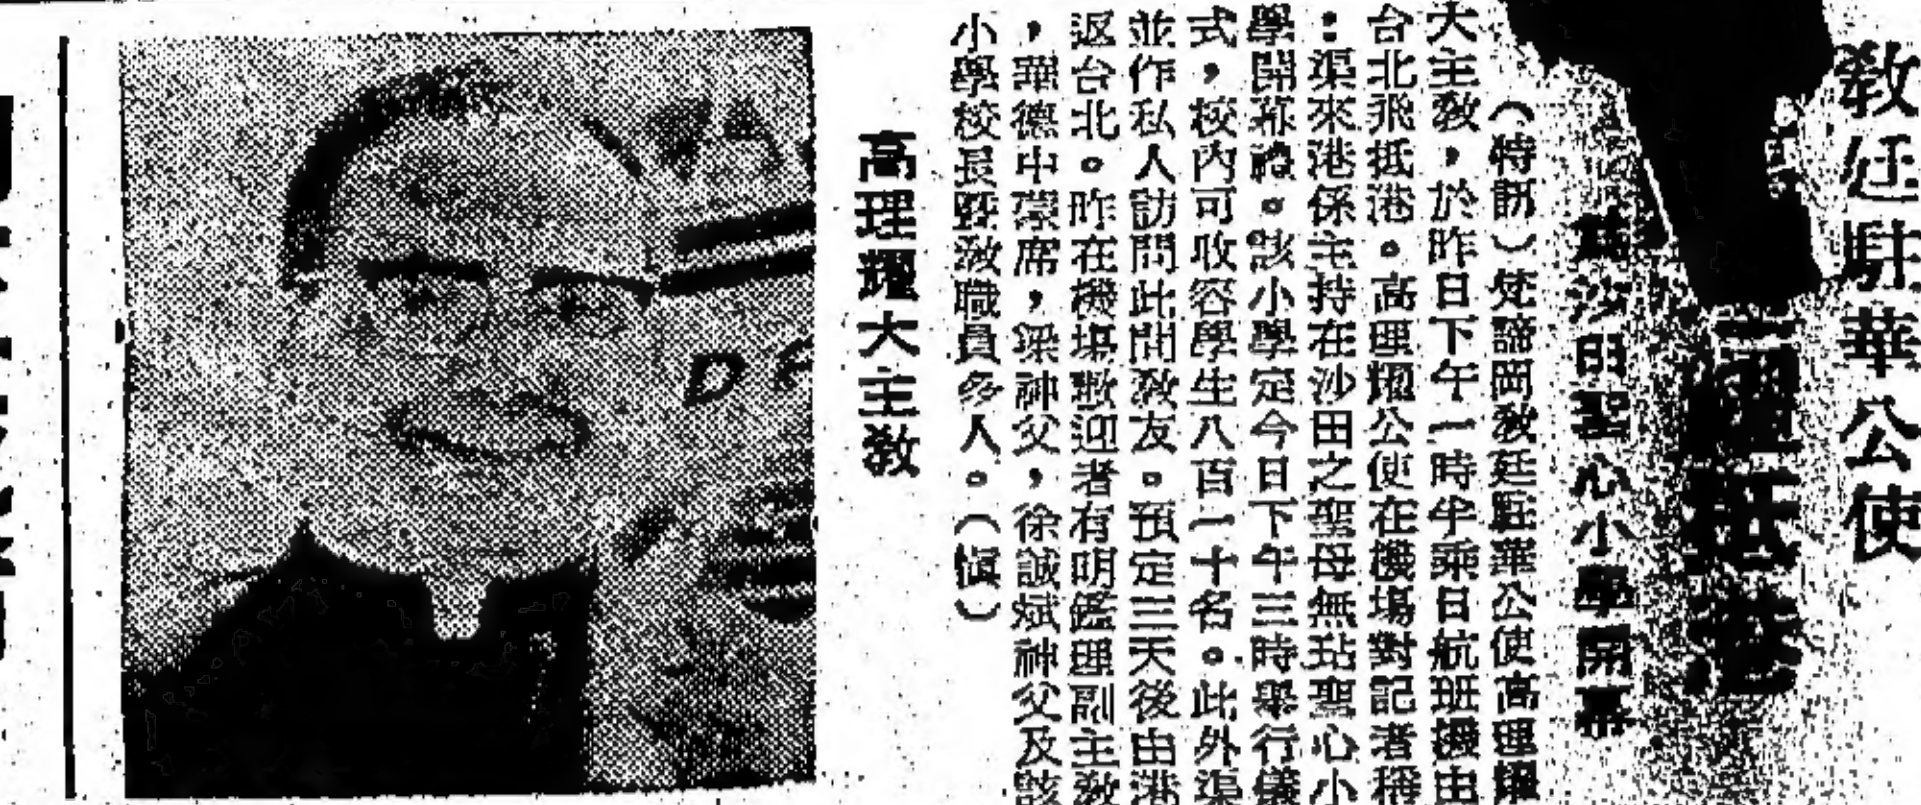 教廷駐華公使
抵港
沙田聖心小學開幕
（特訊）梵諦岡教廷駐華公使高理耀
大主教，於昨日下午一時半乘日航班機由
台北飛抵港。高理耀公使在機場對記者稱
：渠來港係主持在沙田之聖母無玷聖心小
學開幕禮。該小學定今日下午三時舉行儀
式，校內可收容學生八百一十名。此外渠
並作私人訪問此間教友。預定三天後由港
返台北。昨在機場歡迎者有明鑑理副主教
，華德中蒙席，梁神父，徐誠斌神父及該
小學校長暨教職員多人。（慎）
高理耀大主教